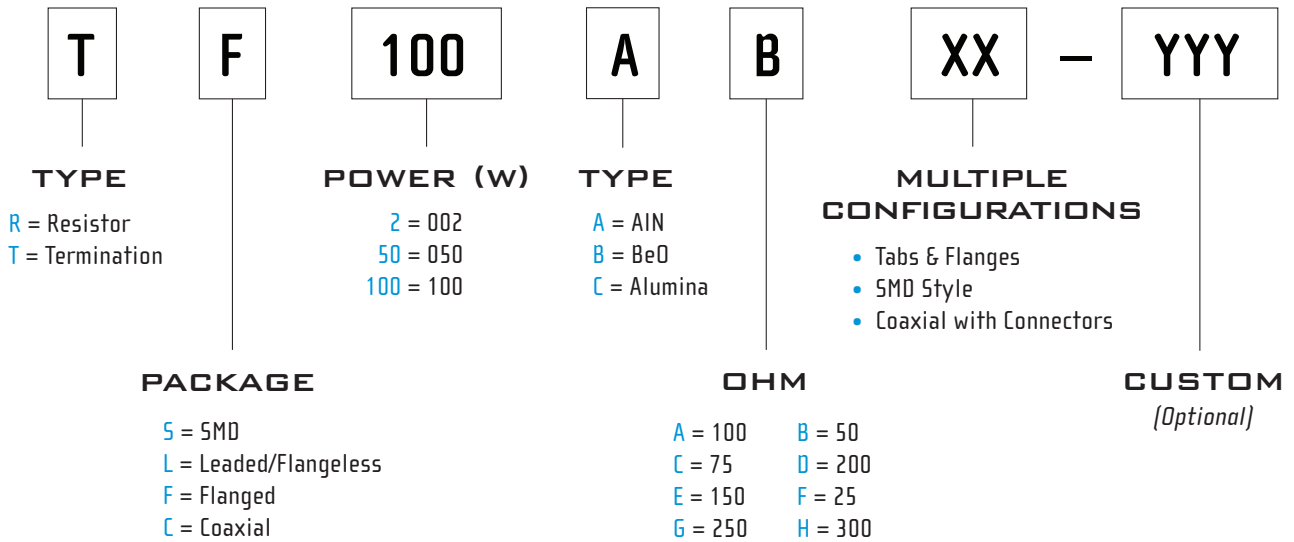 T F 100 A B XX – YYY
TYPE
R = Resistor
T = Termination
POWER (W)
2 = 002
50 = 050
100 = 100
TYPE
A = AIN
B = BeO
C = Alumina
MULTIPLE
CONFIGURATIONS
• Tabs & Flanges
• SMD Style
• Coaxial with Connectors
PACKAGE
S = SMD
L = Leaded/Flangeless
F = Flanged
C = Coaxial
OHM
A = 100 B = 50
C = 75 D = 200
E = 150 F = 25
G = 250 H = 300
CUSTOM
(Optional)